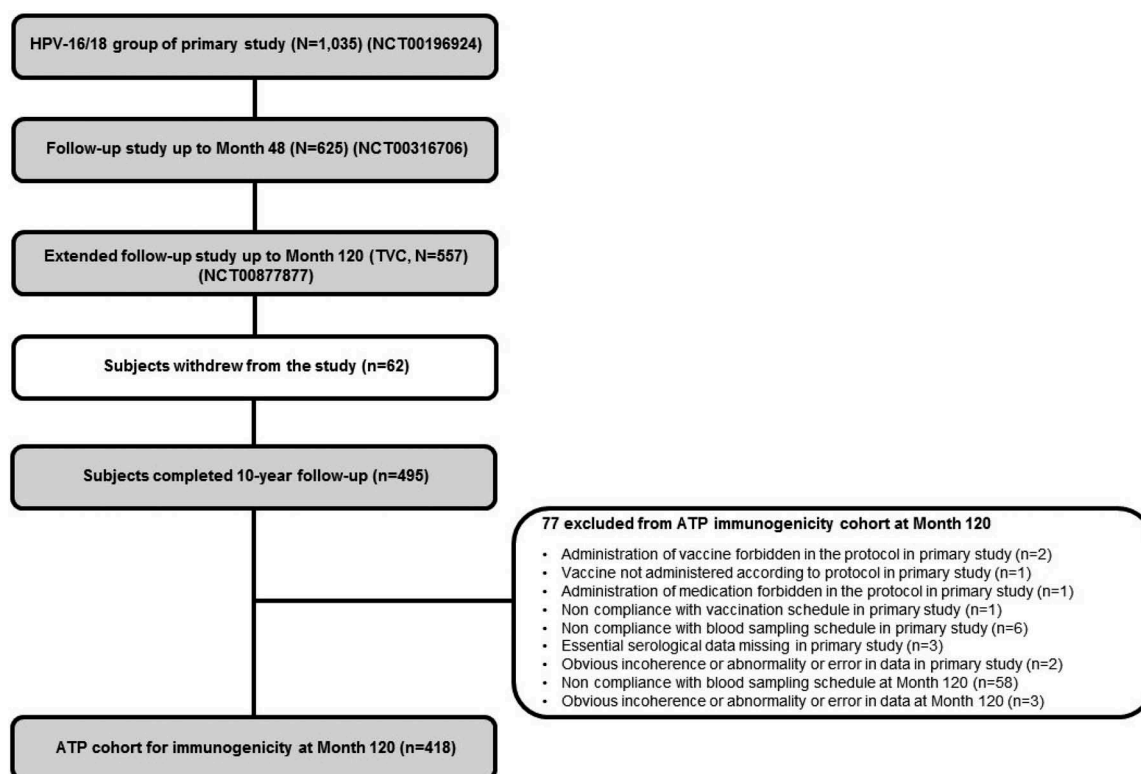 HPV-16/18 group of primary study (N=1,035) (NCT00196924)
Follow-up study up to Month 48 (N=625) (NCT00316706)
Extended follow-up study up to Month 120 (TVC, N=557)
(NCT00877877)
Subjects withdrew from the study (n=62)
Subjects completed 10-year follow-up (n=495)
77 excluded from ATP immunogenicity cohort at Month 120
• Administration of vaccine forbidden in the protocol in primary study (n=2)
• Vaccine not administered according to protocol in primary study (n=1)
• Administration of medication forbidden in the protocol in primary study (n=1)
• Non compliance with vaccination schedule in primary study (n=1)
• Non compliance with blood sampling schedule in primary study (n=6)
• Essential serological data missing in primary study (n=3)
• Obvious incoherence or abnormality or error in data in primary study (n=2)
• Non compliance with blood sampling schedule at Month 120 (n=58)
• Obvious incoherence or abnormality or error in data at Month 120 (n=3)
ATP cohort for immunogenicity at Month 120 (n=418)